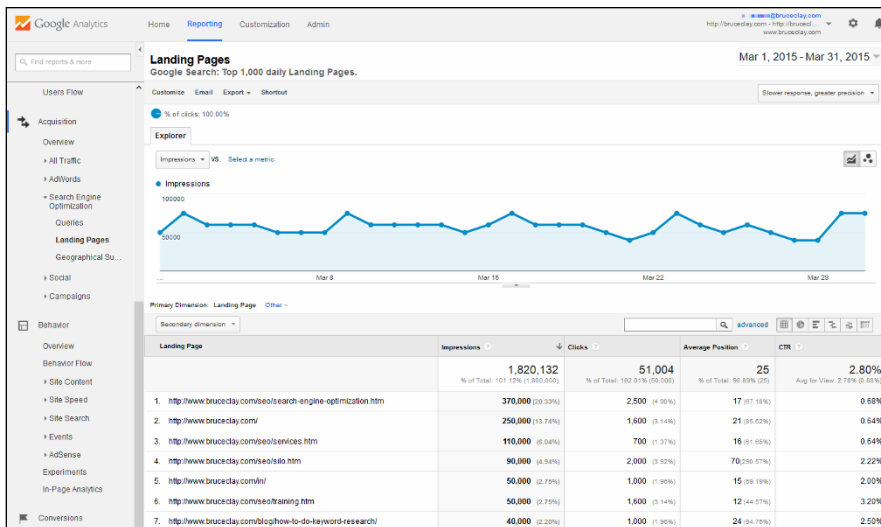 Google Analytics
Home Reporting Customization Admin
@bruceclay.com
http://bruceclay.com - http://brucecl...
www.bruceclay.com
Find reports & more
Landing Pages
Google Search: Top 1,000 daily Landing Pages.
Mar 1, 2015 - Mar 31, 2015
Customize Email Export Shortcut
Slower response, greater precision
% of clicks: 100.00%
Explorer
Impressions VS. Select a metric
Impressions
100000
50000
... Mar 8 Mar 15 Mar 22 Mar 29
Users Flow
Acquisition
Overview
All Traffic
AdWords
Search Engine
Optimization
Queries
Landing Pages
Geographical Su...
Social
Campaigns
Behavior
Overview
Behavior Flow
Site Content
Site Speed
Site Search
Events
AdSense
Experiments
In-Page Analytics
Conversions
Primary Dimension: Landing Page Other
Secondary dimension
advanced
Landing Page Impressions Clicks Average Position CTR
1,820,132 51,004 25 2.80%
% of Total: 101.12% (1,800,000) % of Total: 102.01% (50,000) % of Total: 98.89% (25) Avg for View: 2.78% (0.88%)
1. http://www.bruceclay.com/seo/search-engine-optimization.htm 370,000 (20.33%) 2,500 (4.90%) 17 (67.18%) 0.68%
2. http://www.bruceclay.com/ 250,000 (13.74%) 1,600 (3.14%) 21 (85.02%) 0.64%
3. http://www.bruceclay.com/seo/services.htm 110,000 (6.04%) 700 (1.37%) 16 (61.65%) 0.64%
4. http://www.bruceclay.com/seo/silo.htm 90,000 (4.94%) 2,000 (3.92%) 70(290.57%) 2.22%
5. http://www.bruceclay.com/in/ 50,000 (2.75%) 1,000 (1.96%) 15 (59.19%) 2.00%
6. http://www.bruceclay.com/seo/training.htm 50,000 (2.75%) 1,600 (3.14%) 12 (44.57%) 3.20%
7. http://www.bruceclay.com/blog/how-to-do-keyword-research/ 40,000 (2.20%) 1,000 (1.96%) 24 (94.76%) 2.50%